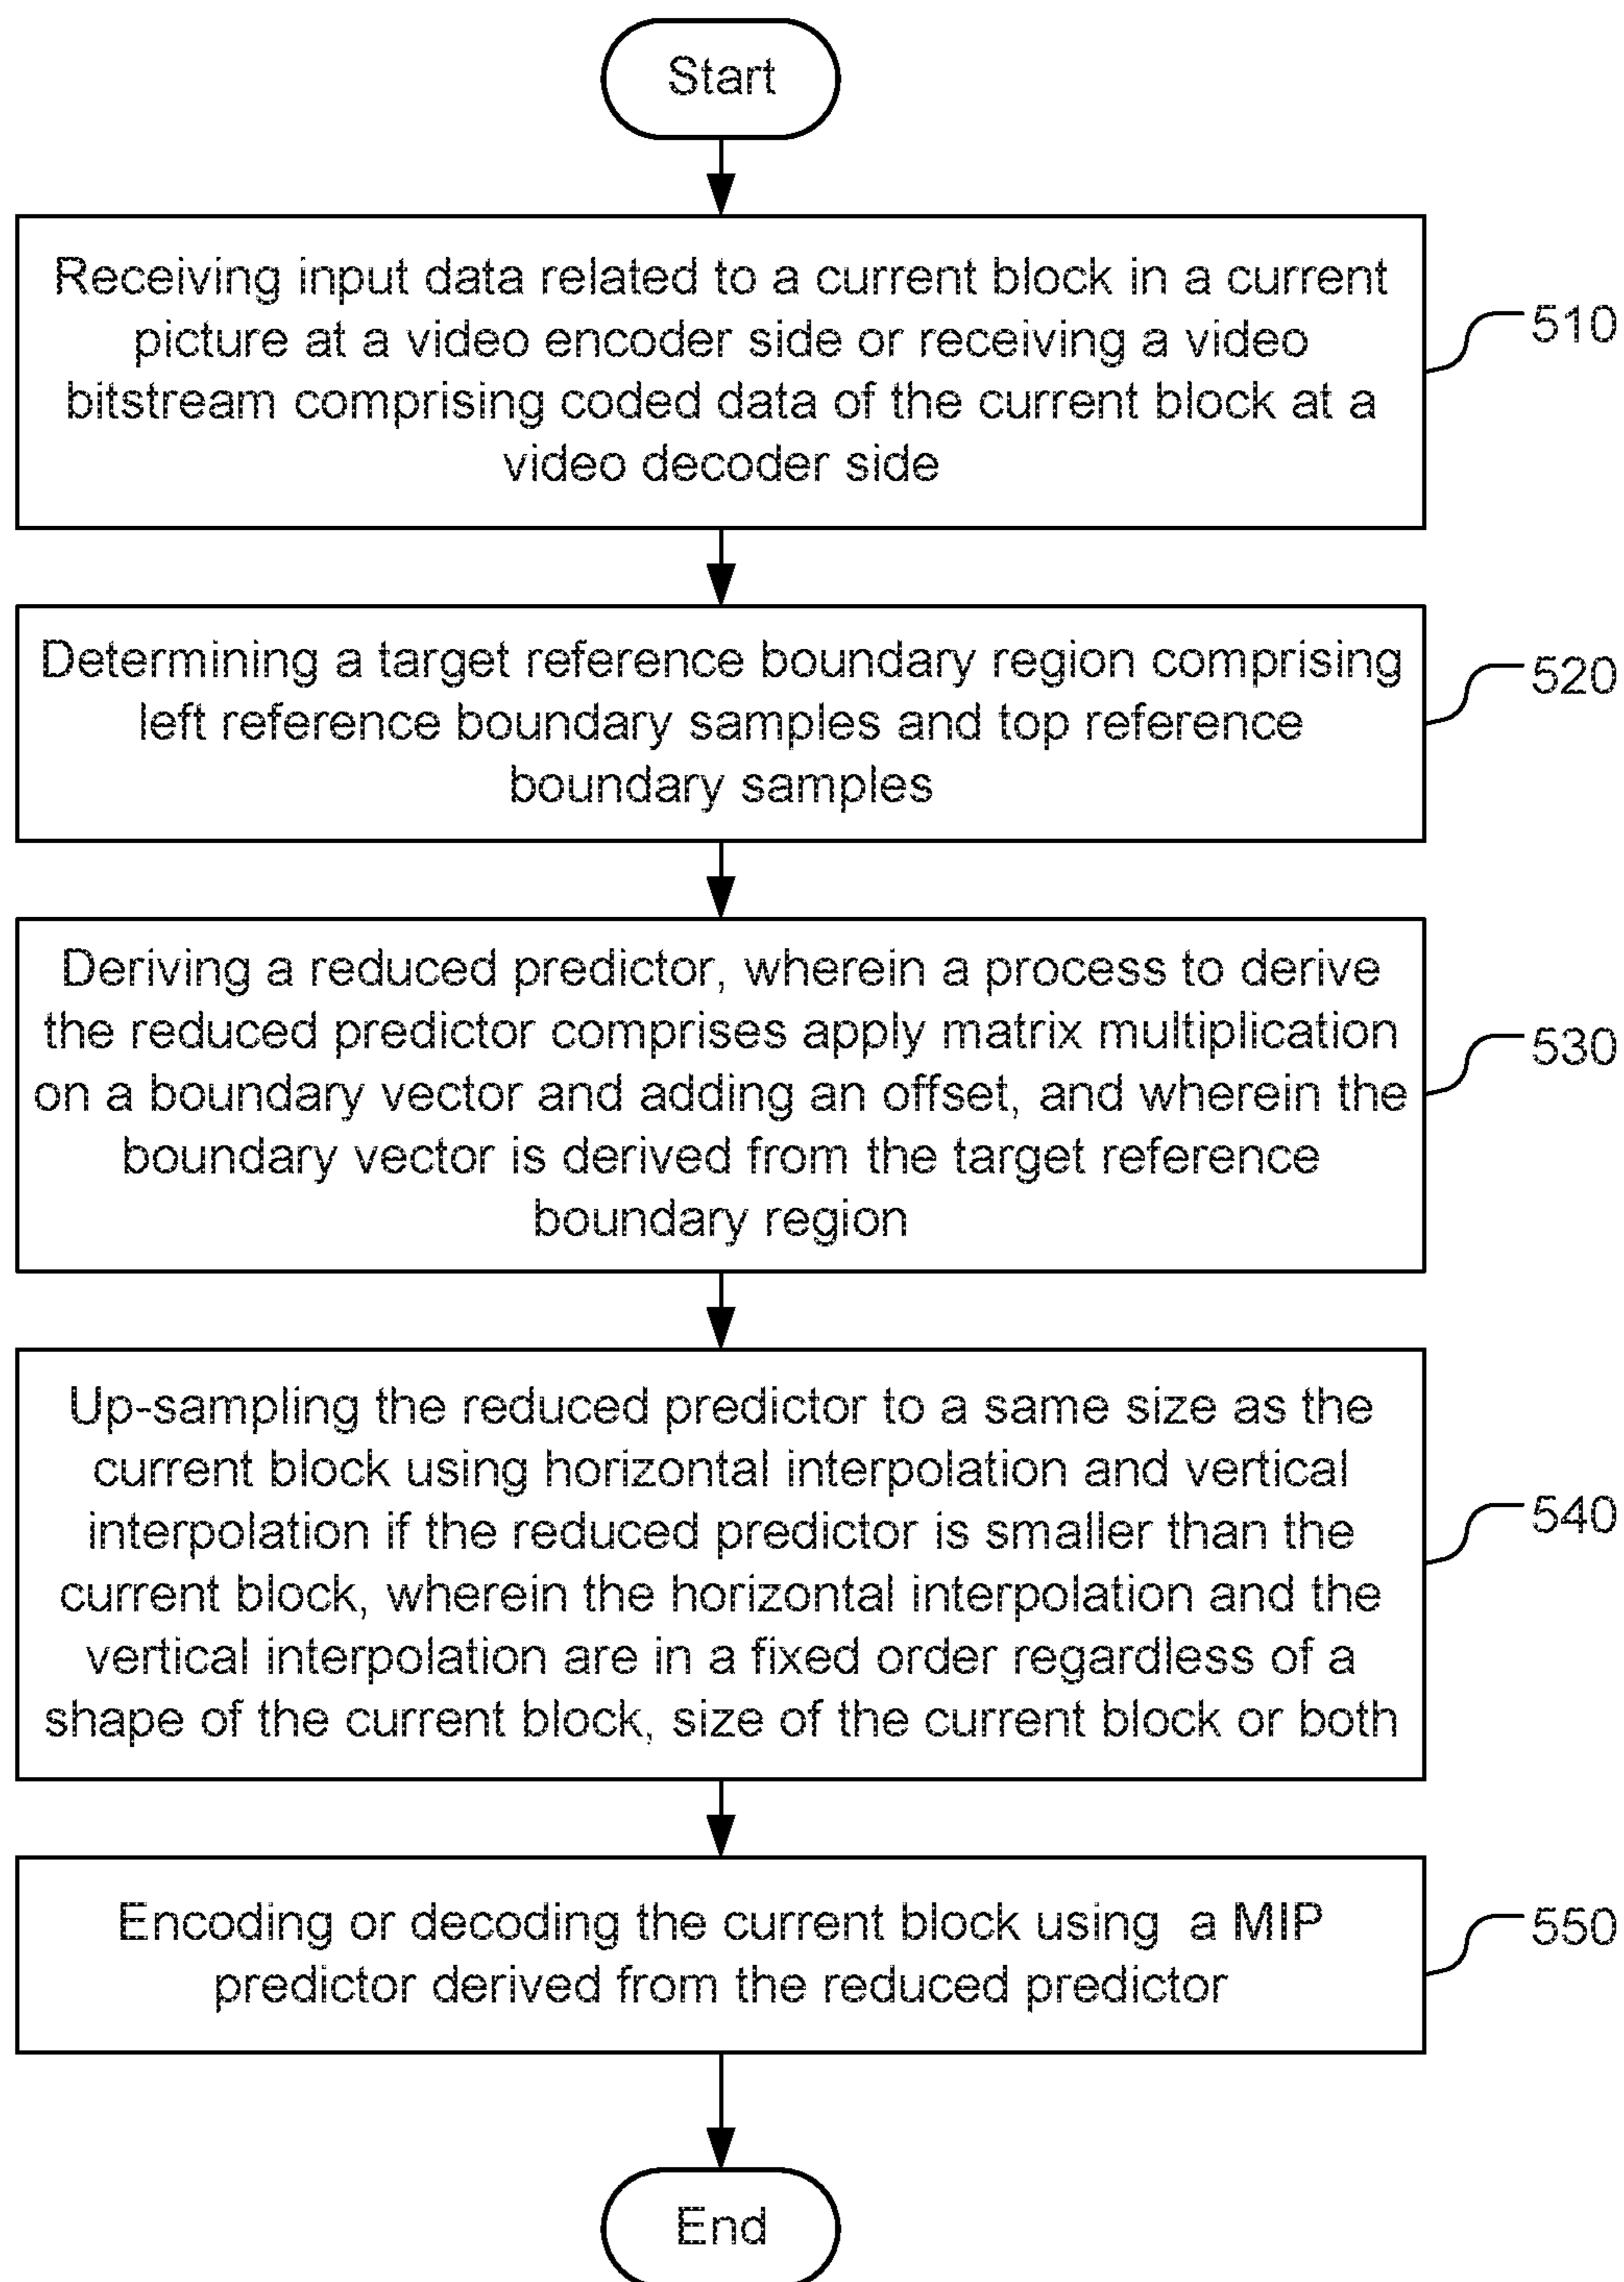 Start
Receiving input data related to a current block in a current
picture at a video encoder side or receiving a video
bitstream comprising coded data of the current block at a
video decoder side
510
Determining a target reference boundary region comprising
left reference boundary samples and top reference
boundary samples
520
Deriving a reduced predictor, wherein a process to derive
the reduced predictor comprises apply matrix multiplication
on a boundary vector and adding an offset, and wherein the
boundary vector is derived from the target reference
boundary region
530
Up-sampling the reduced predictor to a same size as the
current block using horizontal interpolation and vertical
interpolation if the reduced predictor is smaller than the
current block, wherein the horizontal interpolation and the
vertical interpolation are in a fixed order regardless of a
shape of the current block, size of the current block or both
540
Encoding or decoding the current block using a MIP
predictor derived from the reduced predictor
550
End